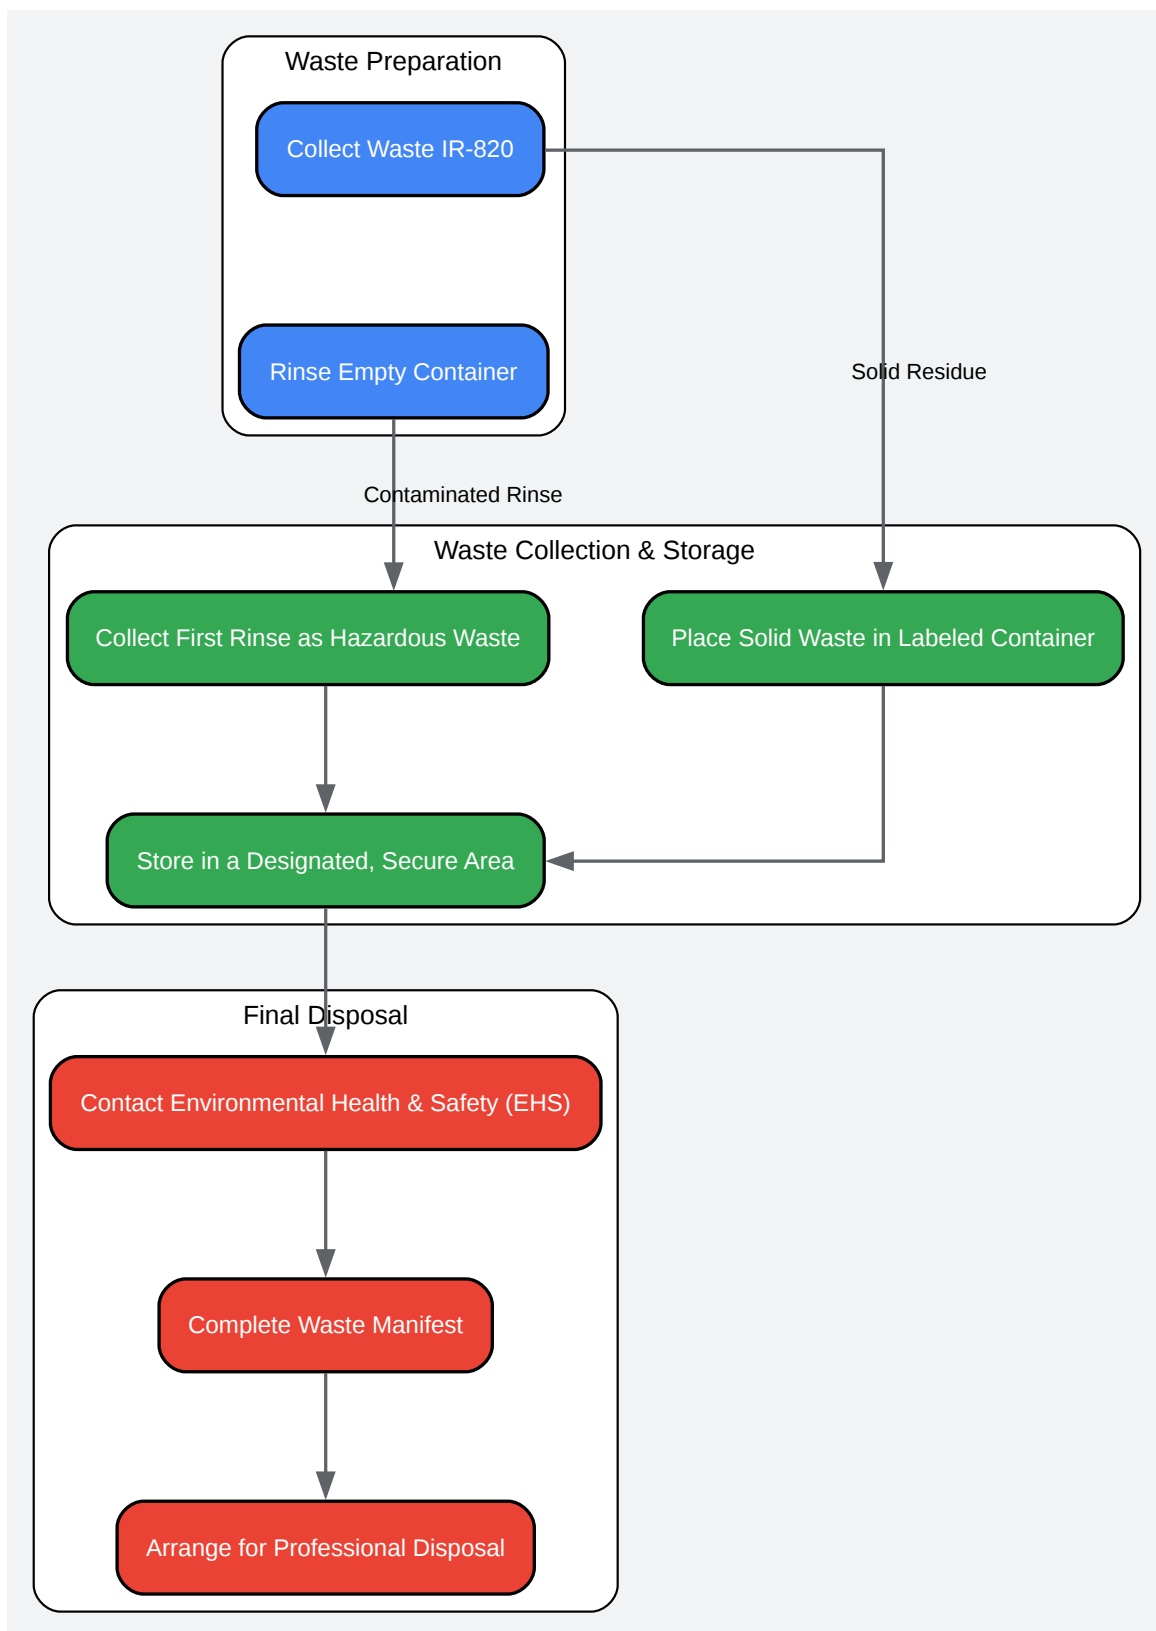 Waste Preparation
Collect Waste IR-820
Rinse Empty Container
Solid Residue
Contaminated Rinse
Waste Collection & Storage
Collect First Rinse as Hazardous Waste
Place Solid Waste in Labeled Container
Store in a Designated, Secure Area
Final Disposal
Contact Environmental Health & Safety (EHS)
Complete Waste Manifest
Arrange for Professional Disposal